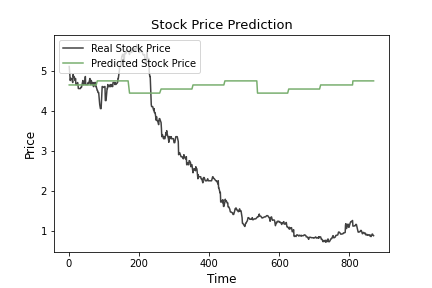 Stock Price Prediction
Real Stock Price
Predicted Stock Price
Price
5
4
3
2
1
0 200 400 600 800
Time